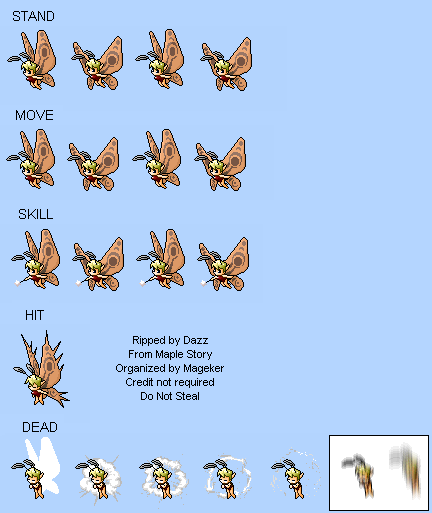 STAND
MOVE
SKILL
HIT
Ripped by Dazz
From Maple Story
Organized by Mageker
Credit not required
Do Not Steal
DEAD